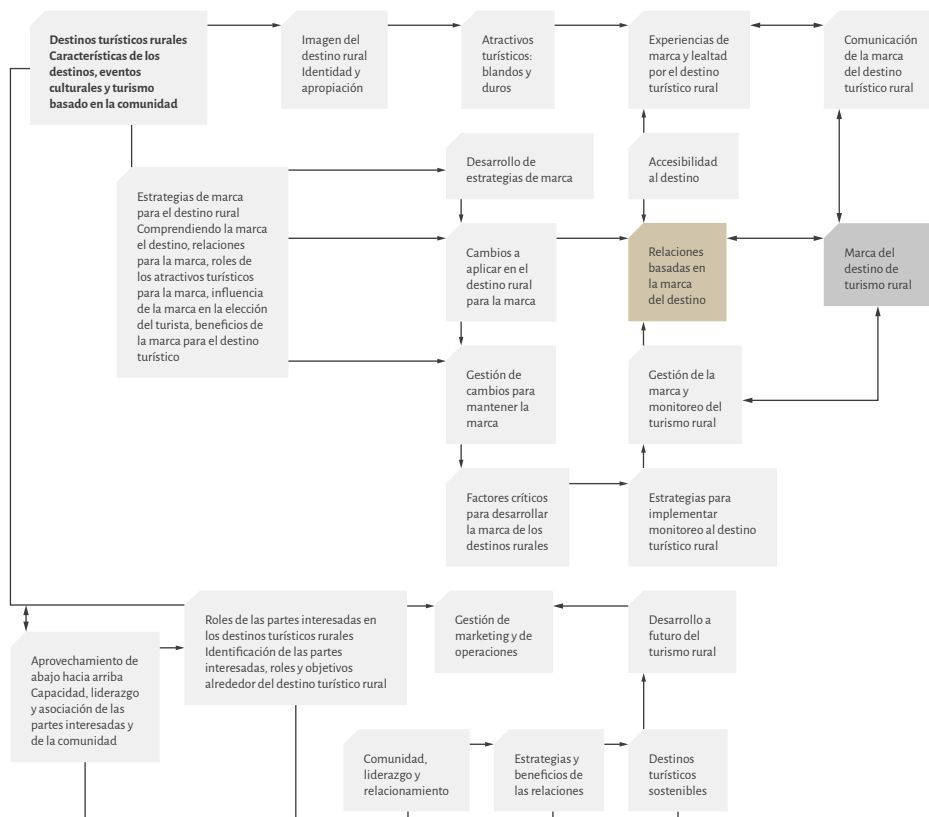 Destinos turísticos rurales
Características de los
destinos, eventos
culturales y turismo
basado en la comunidad
Imagen del
destino rural
Identidad y
apropiación
Atractivos
turísticos:
blandos y
duros
Experiencias de
marca y lealtad
por el destino
turístico rural
Comunicación
de la marca
del destino
turístico rural
Estrategias de marca
para el destino rural
Comprendiendo la marca
el destino, relaciones
para la marca, roles de
los atractivos turísticos
para la marca, influencia
de la marca en la elección
del turista, beneficios de
la marca para el destino
turístico
Desarrollo de
estrategias de marca
Accesibilidad
al destino
Cambios a
aplicar en el
destino rural
para la marca
Relaciones
basadas en
la marca
del destino
Marca del
destino de
turismo rural
Gestión de
cambios para
mantener la
marca
Gestión de la
marca y
monitoreo del
turismo rural
Factores críticos
para desarrollar
la marca de los
destinos rurales
Estrategias para
implementar
monitoreo al destino
turístico rural
Aprovechamiento de
abajo hacia arriba
Capacidad, liderazgo
y asociación de las
partes interesadas y
de la comunidad
Roles de las partes interesadas en
los destinos turísticos rurales
Identificación de las partes
interesadas, roles y objetivos
alrededor del destino turístico rural
Gestión de
marketing y de
operaciones
Desarrollo a
futuro del
turismo rural
Comunidad,
liderazgo y
relacionamiento
Estrategias y
beneficios de
las relaciones
Destinos
turísticos
sostenibles